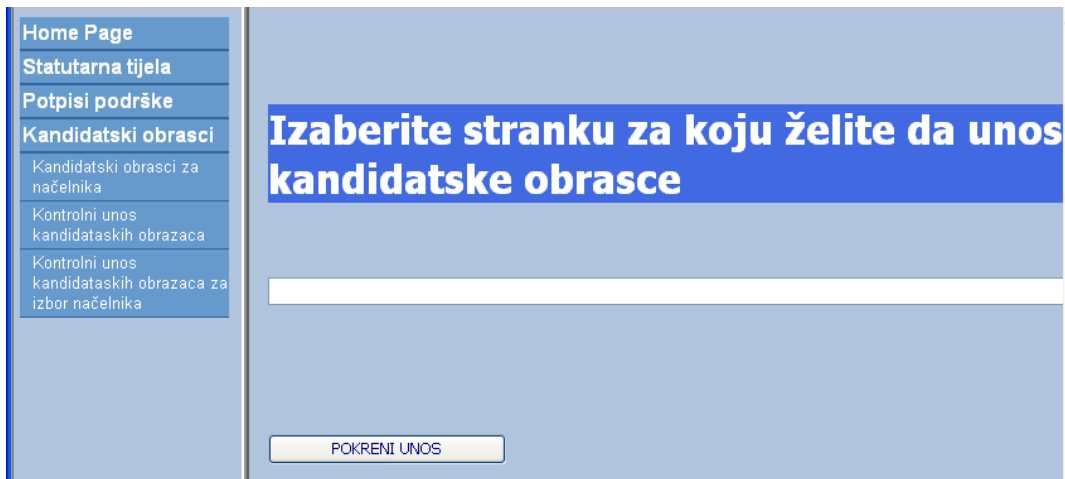 Home Page
Statutarna tijela
Potpisi podrške
Kandidatski obrasci
Kandidatski obrasci za
načelnika
Kontrolni unos
kandidataskih obrazaca
Kontrolni unos
kandidataskih obrazaca za
izbor načelnika
Izaberite stranku za koju želite da unos
kandidatske obrasce
POKRENI UNOS